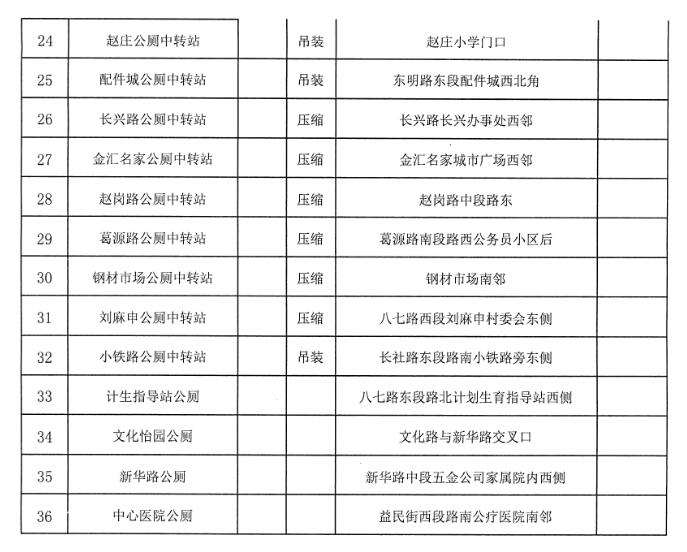 24 赵庄公厕中转站 吊装 赵庄小学门口
25 配件城公厕中转站 吊装 东明路东段配件城西北角
26 长兴路公厕中转站 压缩 长兴路长兴办事处西邻
27 金汇名家公厕中转站 压缩 金汇名家城市广场西邻
28 赵岗路公厕中转站 压缩 赵岗路中段路东
29 葛源路公厕中转站 压缩 葛源路南段路西公务员小区后
30 钢材市场公厕中转站 压缩 钢材市场南邻
31 刘麻申公厕中转站 压缩 八七路西段刘麻申村委会东侧
32 小铁路公厕中转站 吊装 长社路东段路南小铁路旁东侧
33 计生指导站公厕 八七路东段路北计划生育指导站西侧
34 文化怡园公厕 文化路与新华路交叉口
35 新华路公厕 新华路中段五金公司家属院内西侧
36 中心医院公厕 益民街西段路南公疗医院南邻